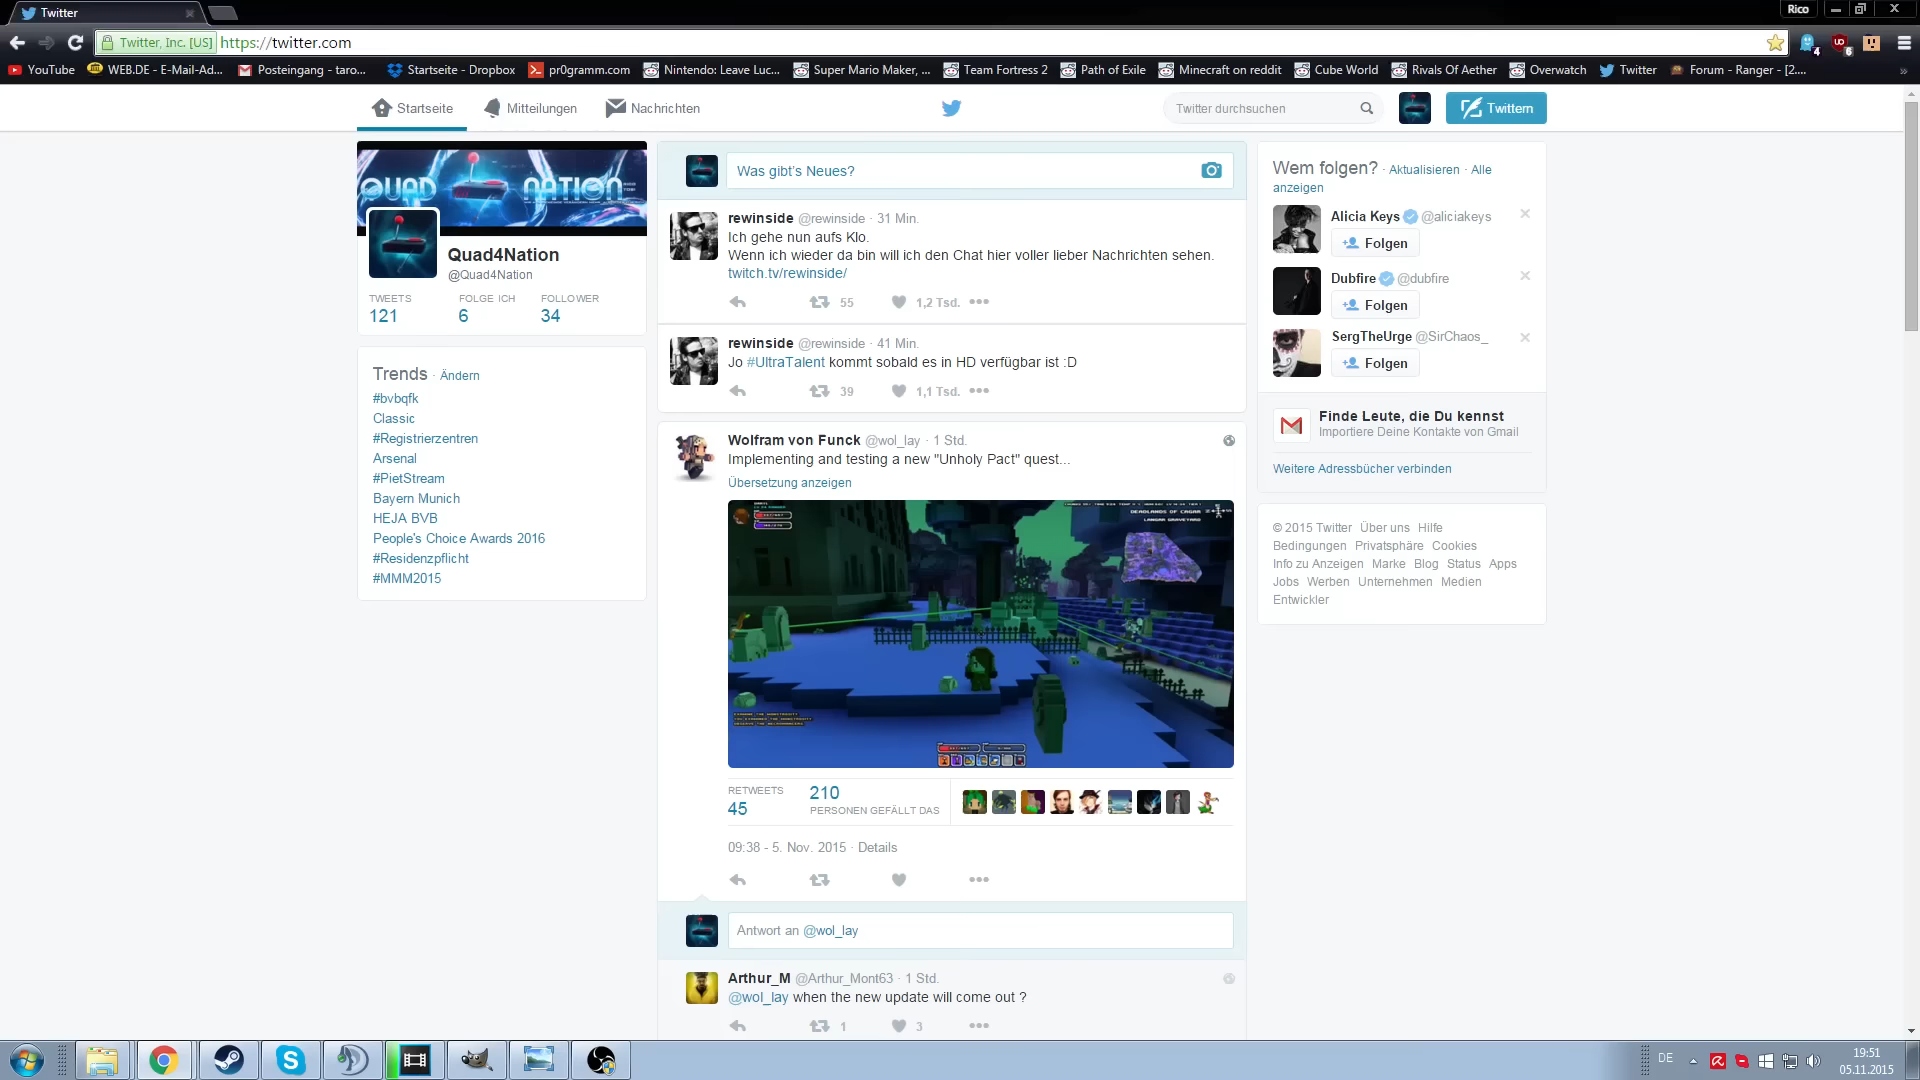 Twitter
Rico
Twitter, Inc. [US] https://twitter.com
4
6
YouTube WEB.DE - E-Mail-Ad... Posteingang - taro... Startseite - Dropbox pr0gramm.com Nintendo: Leave Luc... Super Mario Maker, ... Team Fortress 2 Path of Exile Minecraft on reddit Cube World Rivals Of Aether Overwatch Twitter Forum - Ranger - [2.... »
Startseite Mitteilungen Nachrichten
Twitter durchsuchen
Twittern
QUAD NATION
Quad4Nation
@Quad4Nation
TWEETS FOLGE ICH FOLLOWER
121 6 34
Trends · Ändern
#bvbqfk
Classic
#Registrierzentren
Arsenal
#PietStream
Bayern Munich
HEJA BVB
People's Choice Awards 2016
#Residenzpflicht
#MMM2015
Was gibt's Neues?
rewinside @rewinside · 31 Min.
Ich gehe nun aufs Klo.
Wenn ich wieder da bin will ich den Chat hier voller lieber Nachrichten sehen.
twitch.tv/rewinside/
55 1,2 Tsd. •••
rewinside @rewinside · 41 Min.
Jo #UltraTalent kommt sobald es in HD verfügbar ist :D
39 1,1 Tsd. •••
Wolfram von Funck @wol_lay · 1 Std.
Implementing and testing a new "Unholy Pact" quest...
Übersetzung anzeigen
DEADLANDS OF CAGAR
LANGAR GRAVEYARD
RETWEETS
45
210
PERSONEN GEFÄLLT DAS
09:38 - 5. Nov. 2015 · Details
•••
Antwort an @wol_lay
Arthur_M @Arthur_Mont63 · 1 Std.
@wol_lay when the new update will come out ?
1 3 •••
Wem folgen? · Aktualisieren · Alle
anzeigen
Alicia Keys @aliciakeys
Folgen
Dubfire @dubfire
Folgen
SergTheUrge @SirChaos_
Folgen
Finde Leute, die Du kennst
Importiere Deine Kontakte von Gmail
Weitere Adressbücher verbinden
© 2015 Twitter Über uns Hilfe
Bedingungen Privatsphäre Cookies
Info zu Anzeigen Marke Blog Status Apps
Jobs Werben Unternehmen Medien
Entwickler
DE
19:51
05.11.2015